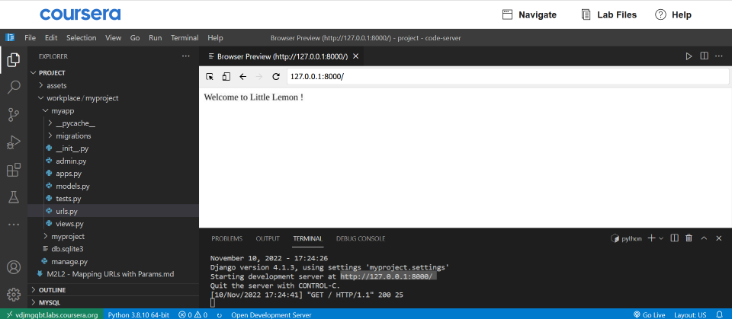 coursera
Navigate
Lab Files
Help
File Edit Selection View Go Run Terminal Help
Browser Preview (http://127.0.0.1:8000/) - project - code-server
EXPLORER
PROJECT
assets
workplace / myproject
myapp
__pycache__
migrations
__init__.py
admin.py
apps.py
models.py
tests.py
urls.py
views.py
myproject
db.sqlite3
manage.py
M2L2 - Mapping URLs with Params.md
OUTLINE
MYSQL
Browser Preview (http://127.0.0.1:8000/)
127.0.0.1:8000/
Welcome to Little Lemon !
PROBLEMS OUTPUT TERMINAL DEBUG CONSOLE
python
November 10, 2022 - 17:24:26
Django version 4.1.3, using settings 'myproject.settings'
Starting development server at http://127.0.0.1:8000/
Quit the server with CONTROL-C.
[10/Nov/2022 17:24:41] "GET / HTTP/1.1" 200 25
vdjmgqbt.labs.coursera.org Python 3.8.10 64-bit 0 0 Open Development Server Go Live Layout: US